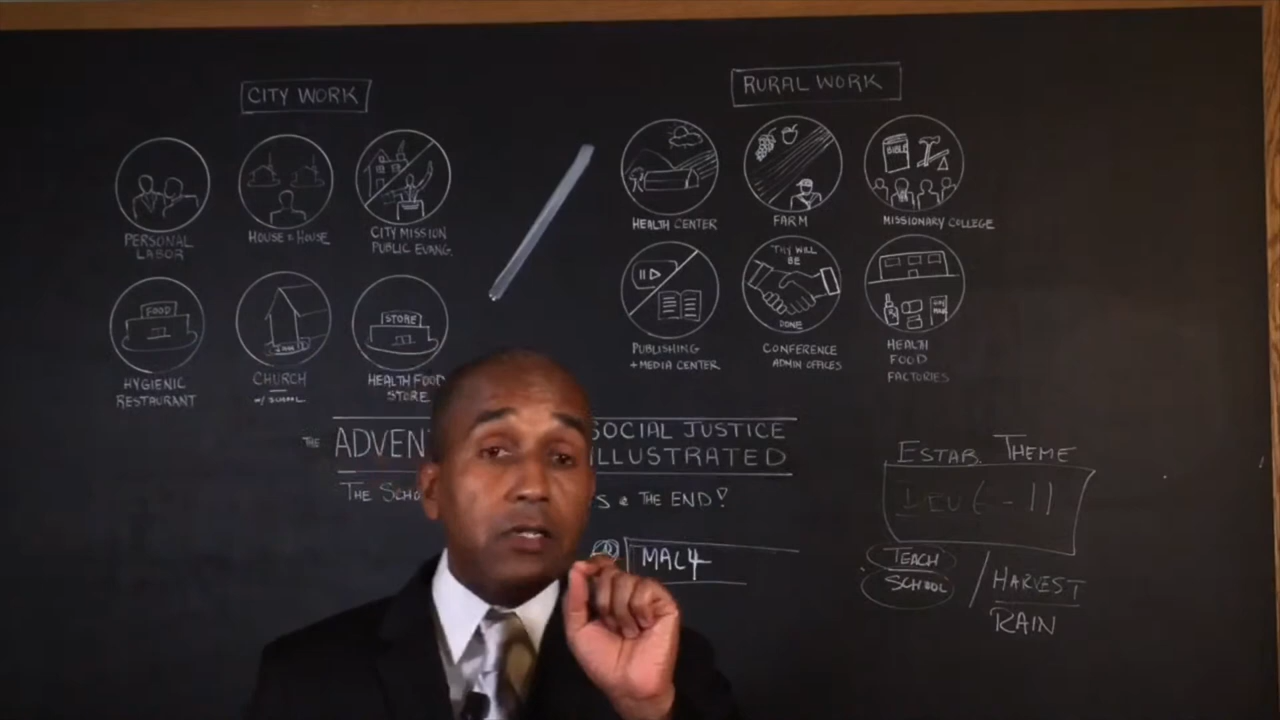 CITY WORK
RURAL WORK
PERSONAL
LABOR
HOUSE 2 HOUSE
CITY MISSION
PUBLIC EVANG.
BIBLE
HEALTH CENTER
FARM
MISSIONARY COLLEGE
FOOD
HYGIENIC
RESTAURANT
CHURCH
W/ SCHOOL
STORE
HEALTH FOOD
STORE
PUBLISHING
+ MEDIA CENTER
THY WILL
BE
DONE
CONFERENCE
ADMIN OFFICES
HEALTH
FOOD
FACTORIES
THE ADVEN
SOCIAL JUSTICE
ILLUSTRATED
THE SCHO
S @ THE END!
MAL 4
ESTAB. THEME
- 11
TEACH
SCHOOL
HARVEST
RAIN